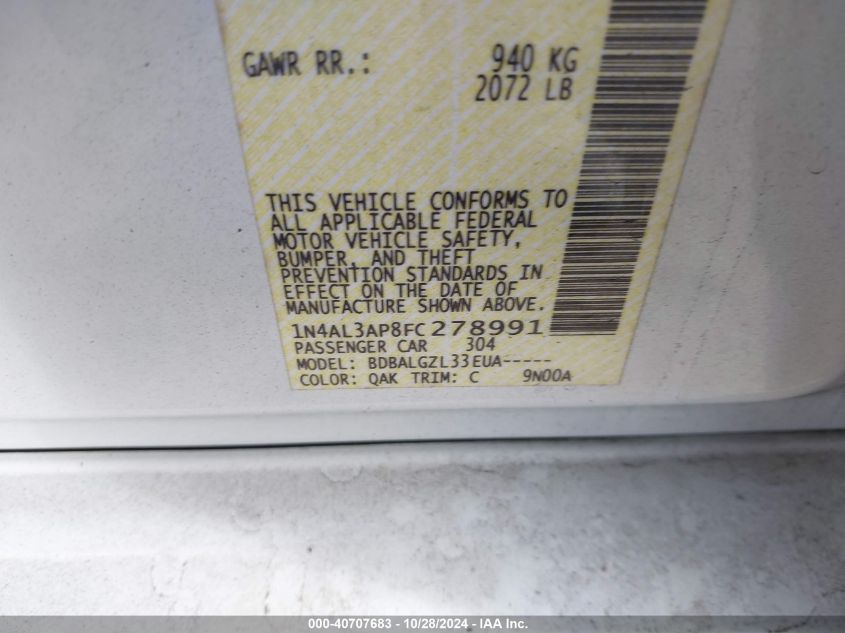 GAWR RR.: 940 KG
2072 LB
THIS VEHICLE CONFORMS TO
ALL APPLICABLE FEDERAL
MOTOR VEHICLE SAFETY,
BUMPER, AND THEFT
PREVENTION STANDARDS IN
EFFECT ON THE DATE OF
MANUFACTURE SHOWN ABOVE.
1N4AL3AP8FC278991
PASSENGER CAR 304
MODEL: BDBALGZL33EUA-----
COLOR: QAK TRIM: C 9N00A
000-40707683 - 10/28/2024 - IAA Inc.